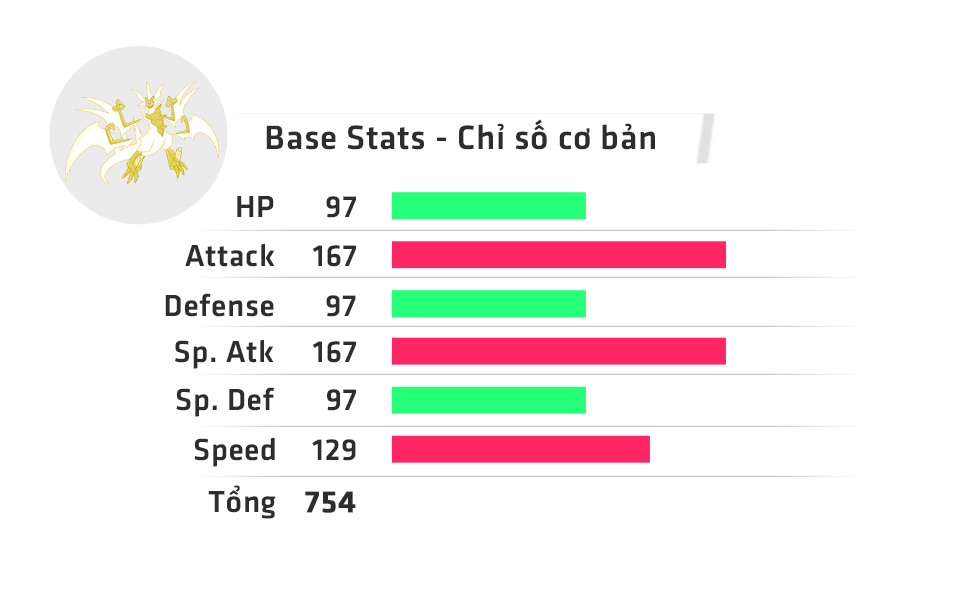 Base Stats - Chỉ số cơ bản
HP 97
Attack 167
Defense 97
Sp. Atk 167
Sp. Def 97
Speed 129
Tổng 754